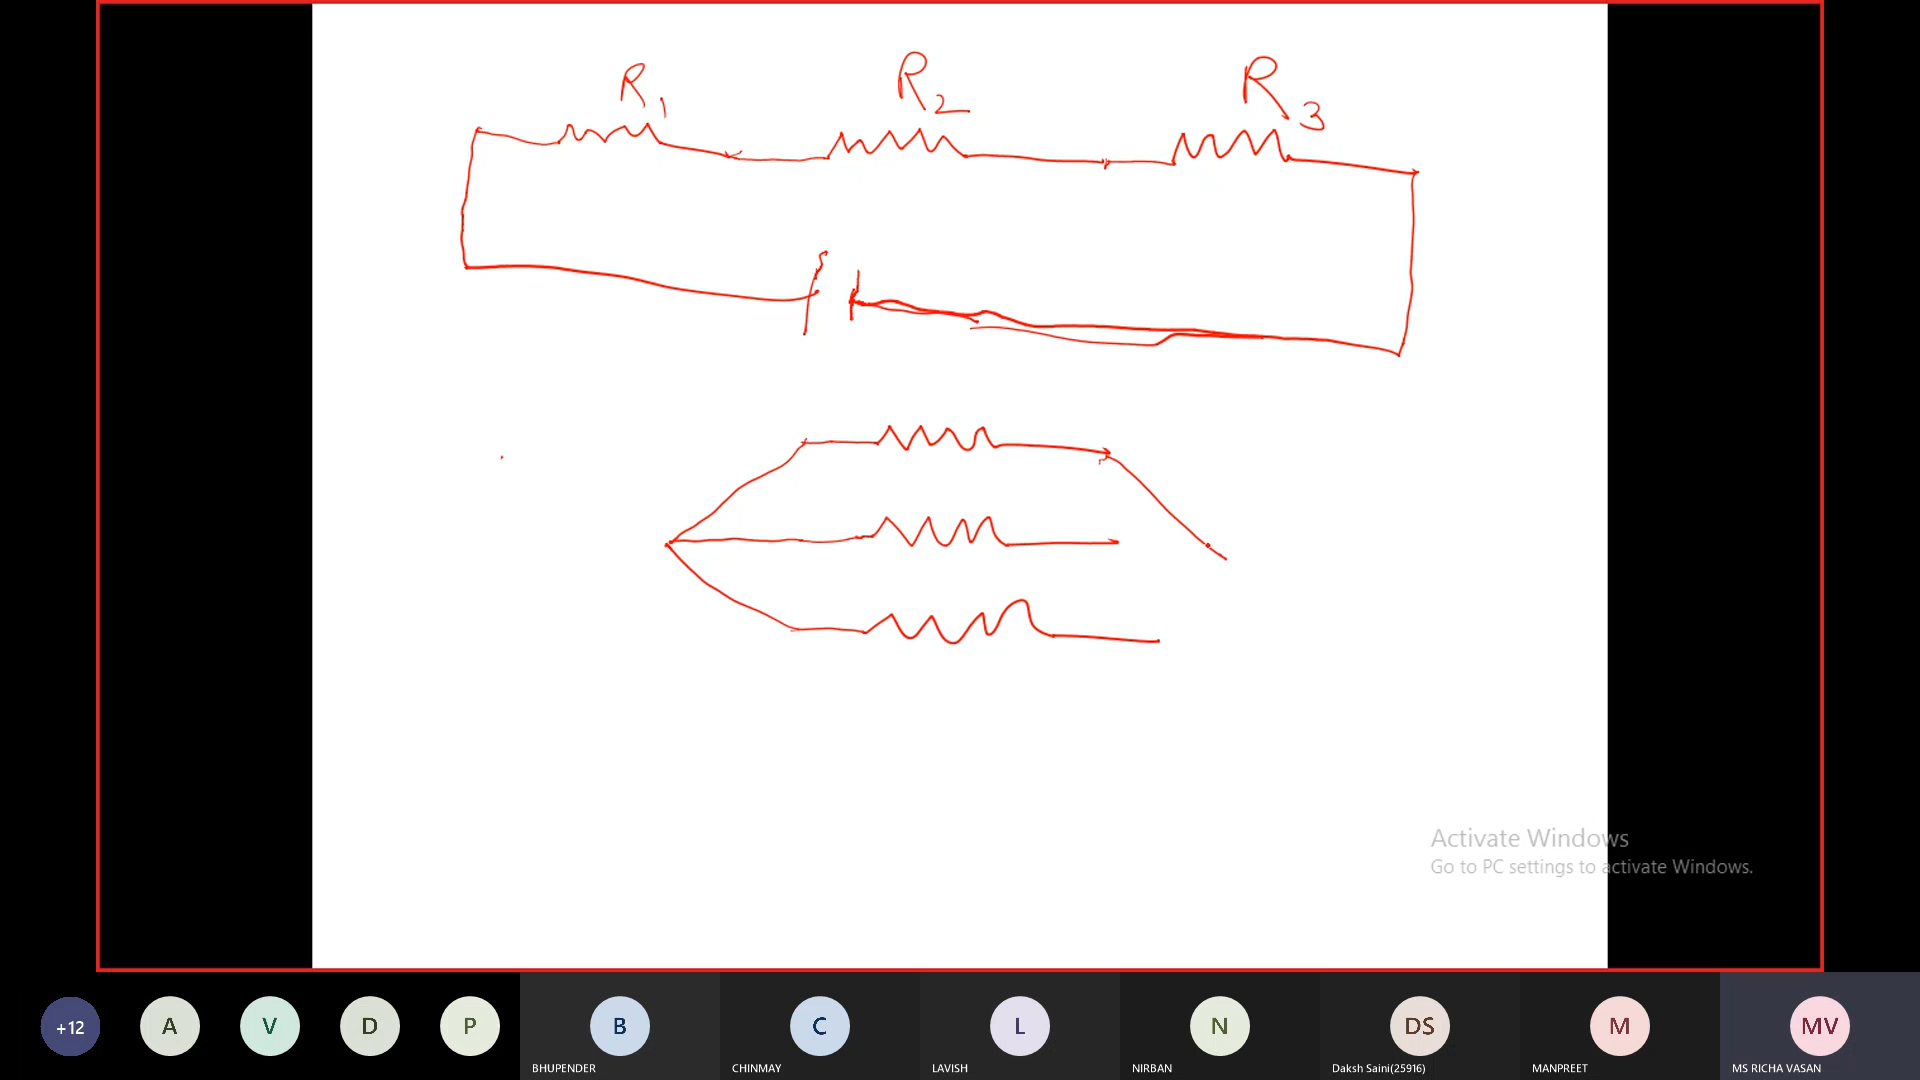 R1 R2 R3
Activate Windows
Go to PC settings to activate Windows.
+12 A V D P B C L N DS M MV
BHUPENDER CHINMAY LAVISH NIRBAN Daksh Saini(25916) MANPREET MS RICHA VASAN